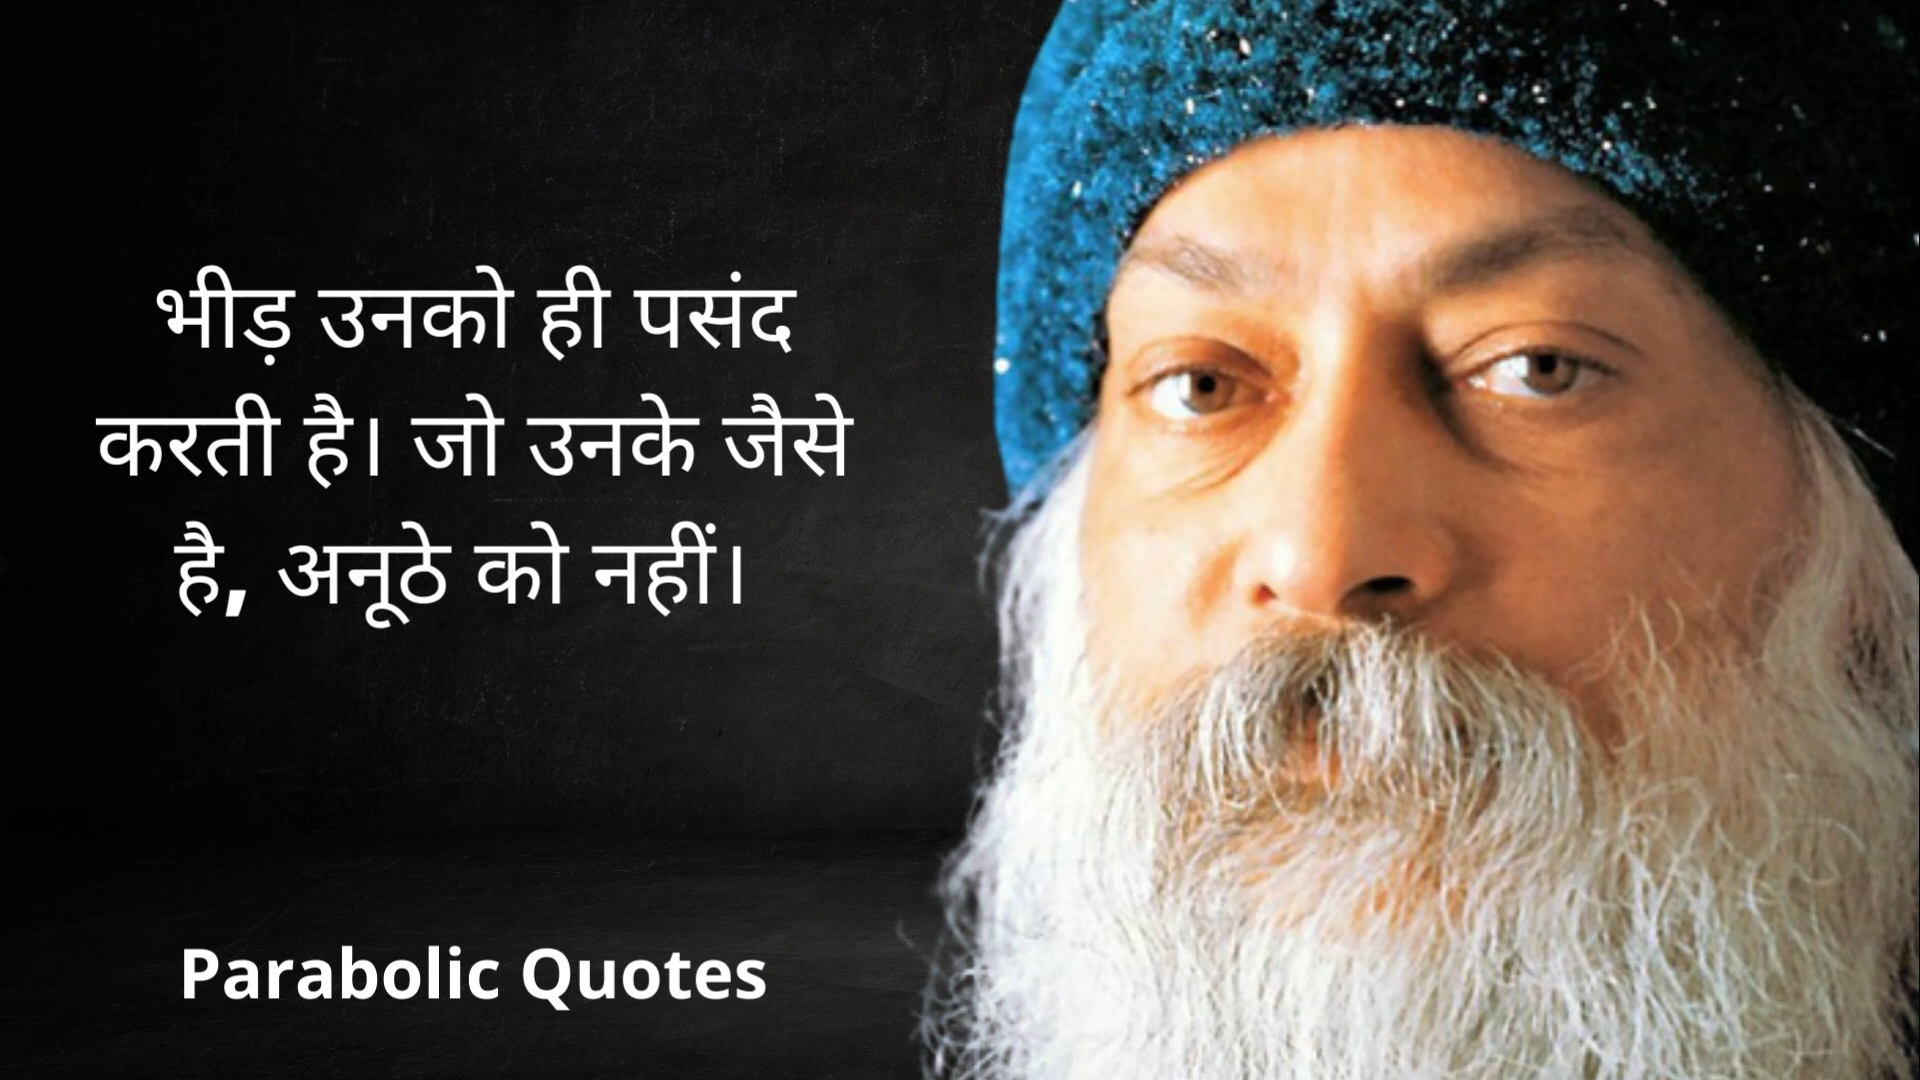 भीड़ उनको ही पसंद
करती है। जो उनके जैसे
है, अनूठे को नहीं।
Parabolic Quotes